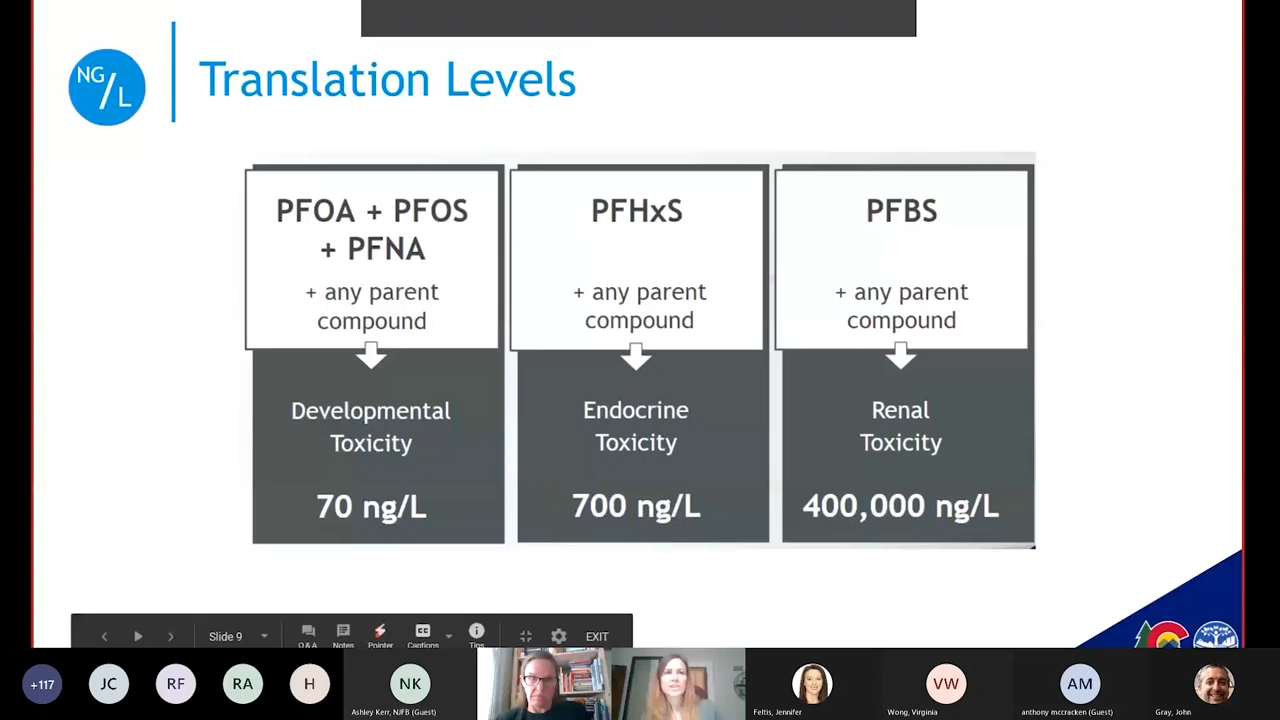 NG/L
Translation Levels
PFOA + PFOS
+ PFNA
+ any parent
compound
Developmental
Toxicity
70 ng/L
PFHxS
+ any parent
compound
Endocrine
Toxicity
700 ng/L
PFBS
+ any parent
compound
Renal
Toxicity
400,000 ng/L
Slide 9
Q & A
Notes
Pointer
Captions
Tips
EXIT
+117
JC
RF
RA
H
NK
Ashley Kerr, NJFB (Guest)
Feltis, Jennifer
VW
Wong, Virginia
AM
anthony mccracken (Guest)
Gray, John